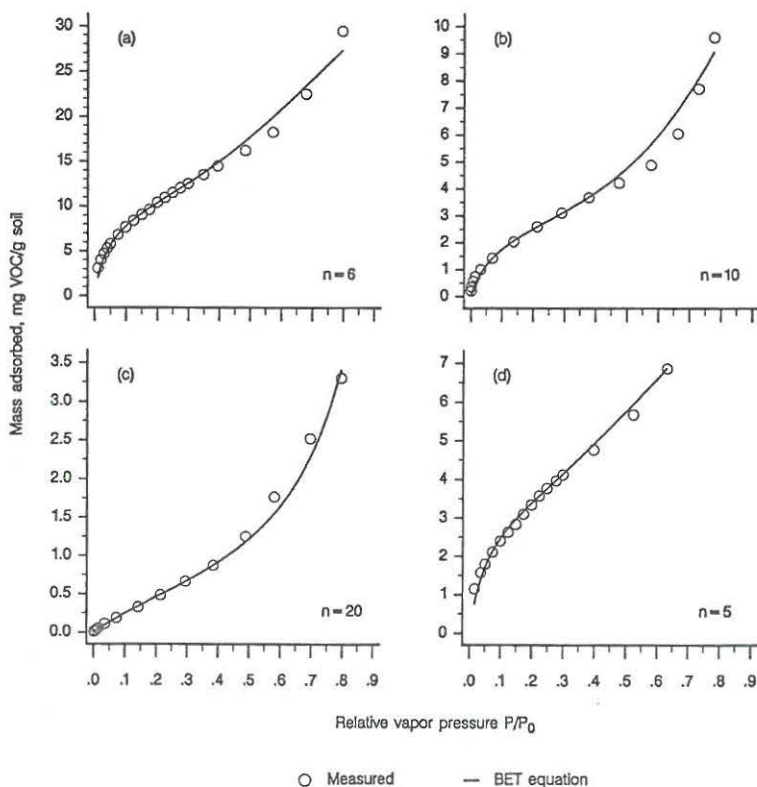 Mass adsorbed, mg VOC/g soil
(a)
30
25
20
15
10
5
0
n=6
(b)
10
9
8
7
6
5
4
3
2
1
0
n=10
(c)
3.5
3.0
2.5
2.0
1.5
1.0
0.5
0.0
n=20
.0 .1 .2 .3 .4 .5 .6 .7 .8 .9
(d)
7
6
5
4
3
2
1
0
n=5
.0 .1 .2 .3 .4 .5 .6 .7 .8 .9
Relative vapor pressure P/P₀
Measured
BET equation